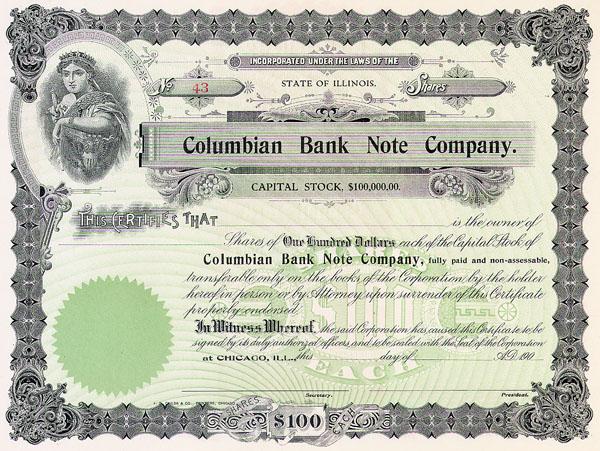 INCORPORATED UNDER THE LAWS OF THE
No. 43 STATE OF ILLINOIS. Shares
Columbian Bank Note Company.
CAPITAL STOCK, $100,000.00.
THIS CERTIFIES THAT is the owner of
Shares of One Hundred Dollars each of the Capital Stock of
Columbian Bank Note Company, fully paid and non-assessable,
transferable only on the books of the Corporation by the holder
hereof in person or by Attorney upon surrender of this Certificate
properly endorsed.
In Witness Whereof, the said Corporation has caused this Certificate to be
signed by its duly authorized officers and to be sealed with the Seal of the Corporation
at CHICAGO, ILL., this day of A.D. 190
SHARES
$100
EACH
Secretary. President.
SHARES $100 EACH